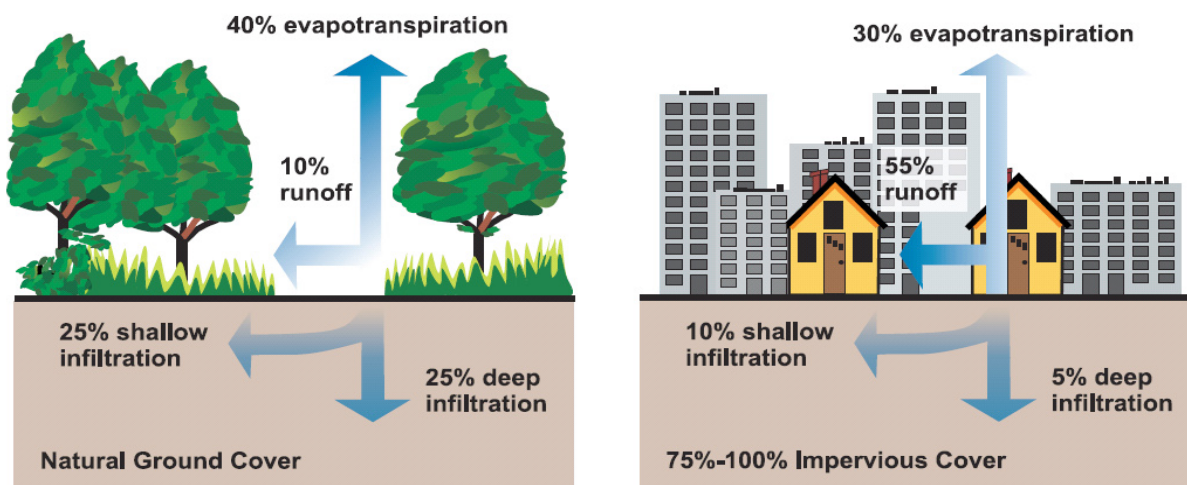 40% evapotranspiration
10%
runoff
25% shallow
infiltration
25% deep
infiltration
Natural Ground Cover
30% evapotranspiration
55%
runoff
10% shallow
infiltration
5% deep
infiltration
75%-100% Impervious Cover